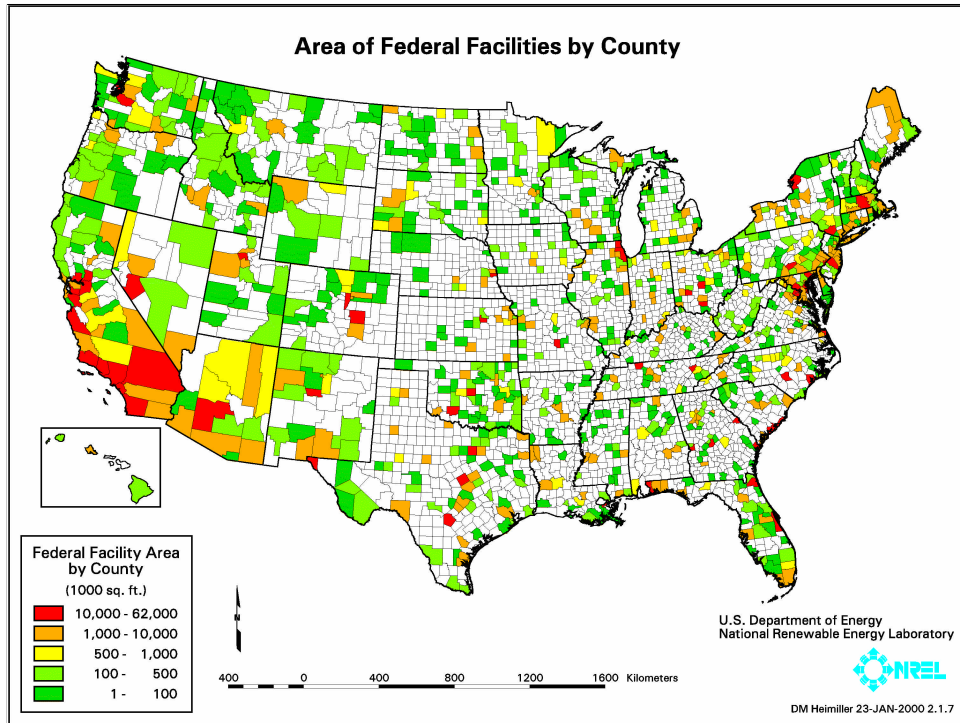 Area of Federal Facilities by County
Federal Facility Area
by County
(1000 sq. ft.)
10,000 - 62,000
1,000 - 10,000
500 - 1,000
100 - 500
1 - 100
N
400 0 400 800 1200 1600 Kilometers
U.S. Department of Energy
National Renewable Energy Laboratory
NREL
DM Heimiller 23-JAN-2000 2.1.7